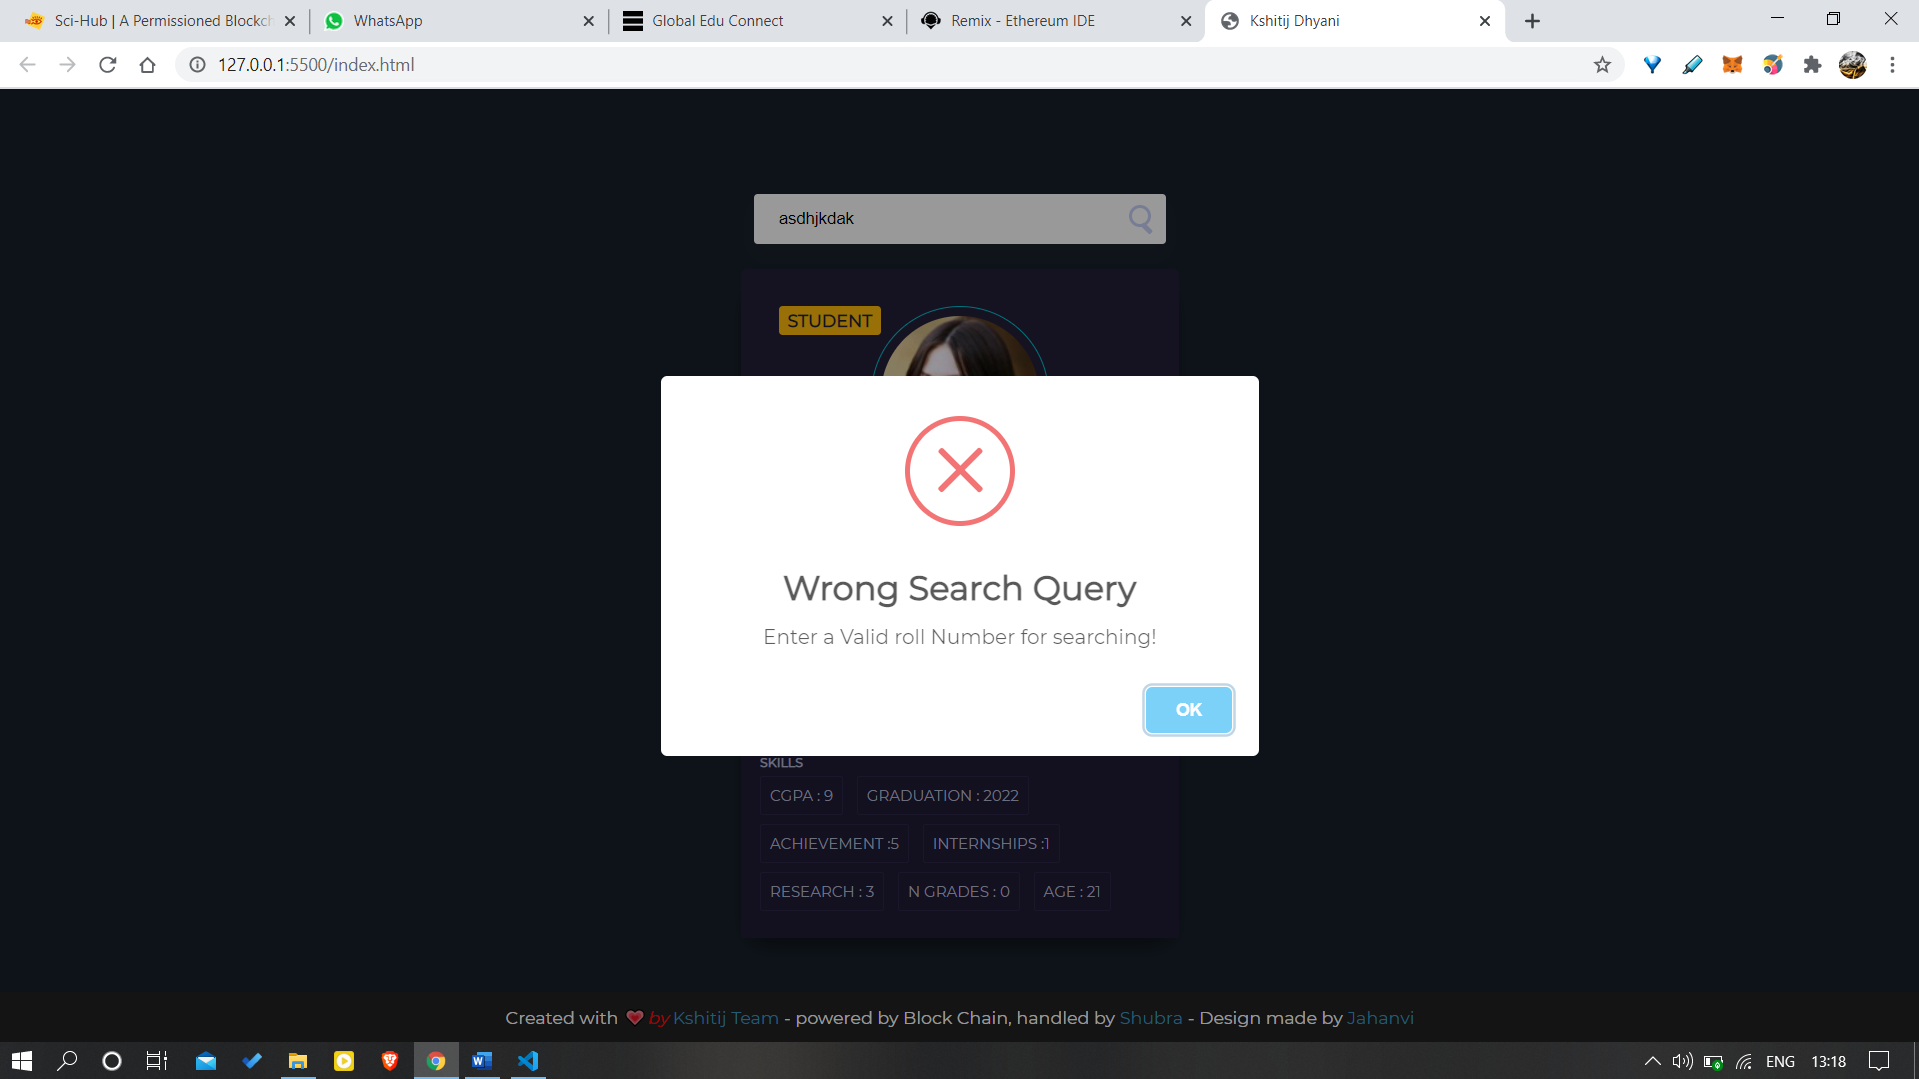 Sci-Hub | A Permissioned Blockch
WhatsApp
Global Edu Connect
Remix - Ethereum IDE
Kshitij Dhyani
127.0.0.1:5500/index.html
asdhjkdak
STUDENT
Wrong Search Query
Enter a Valid roll Number for searching!
OK
SKILLS
CGPA : 9 GRADUATION : 2022
ACHIEVEMENT :5 INTERNSHIPS :1
RESEARCH : 3 N GRADES : 0 AGE : 21
Created with ❤ by Kshitij Team - powered by Block Chain, handled by Shubra - Design made by Jahanvi
ENG 13:18